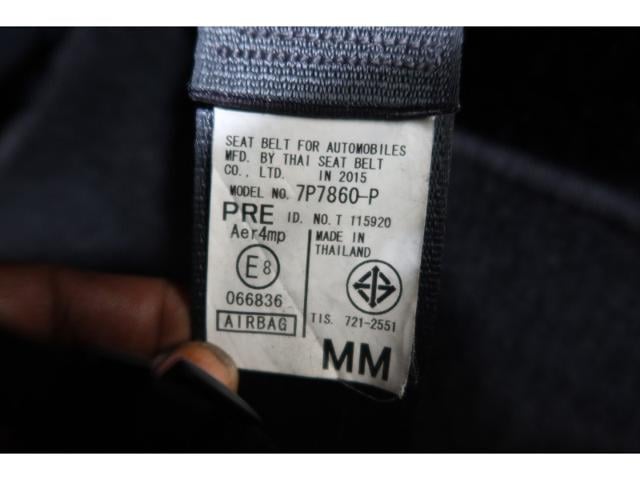 SEAT BELT FOR AUTOMOBILES
MFD. BY THAI SEAT BELT
CO., LTD. IN 2015
MODEL NO. 7P7860-P
PRE ID. NO. T 115920
Aer4mp
MADE IN
THAILAND
E8
066836
AIRBAG
TIS. 721-2551
MM